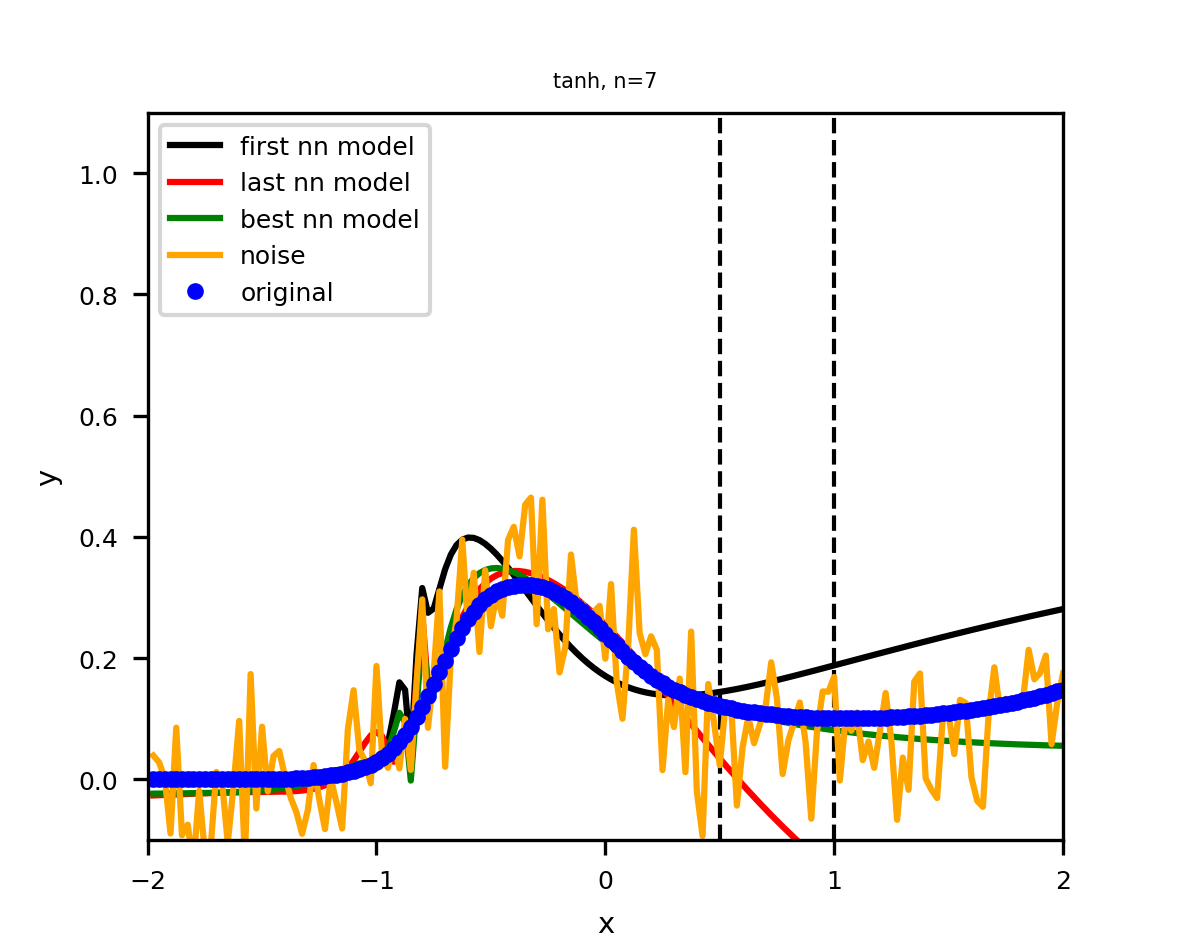 tanh, n=7
first nn model
last nn model
best nn model
noise
original
1.0
0.8
0.6
0.4
0.2
0.0
y
−2
−1
0
1
2
x